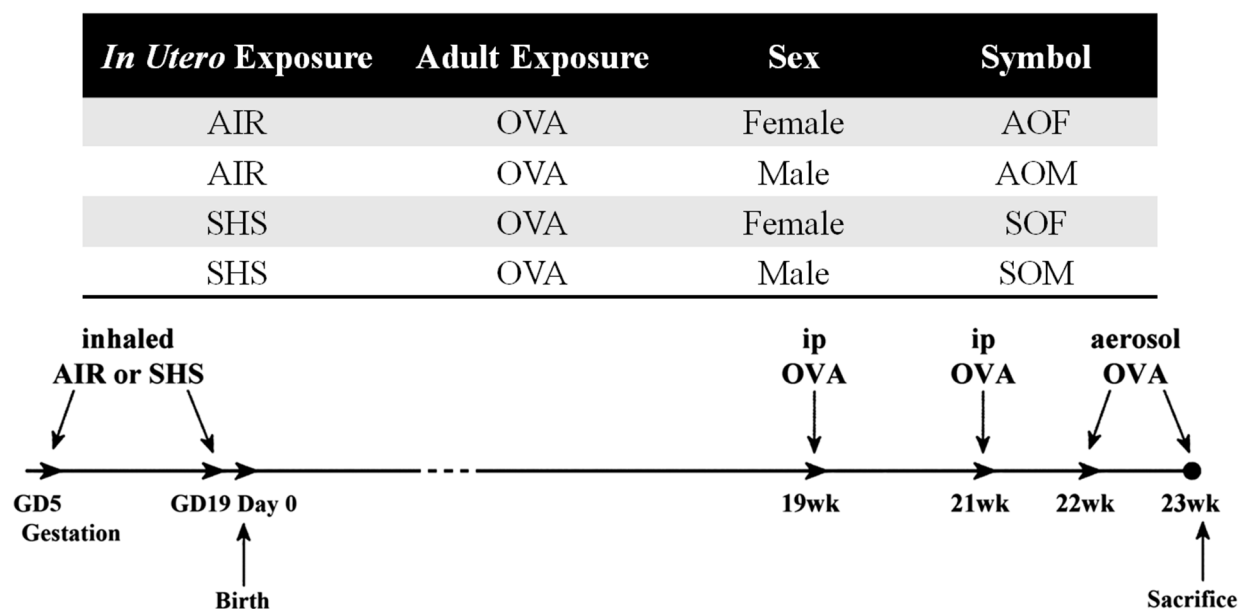 In Utero Exposure Adult Exposure Sex Symbol
AIR OVA Female AOF
AIR OVA Male AOM
SHS OVA Female SOF
SHS OVA Male SOM
inhaled ip ip aerosol
AIR or SHS OVA OVA OVA
GD5 GD19 Day 0 19wk 21wk 22wk 23wk
Gestation
Birth Sacrifice